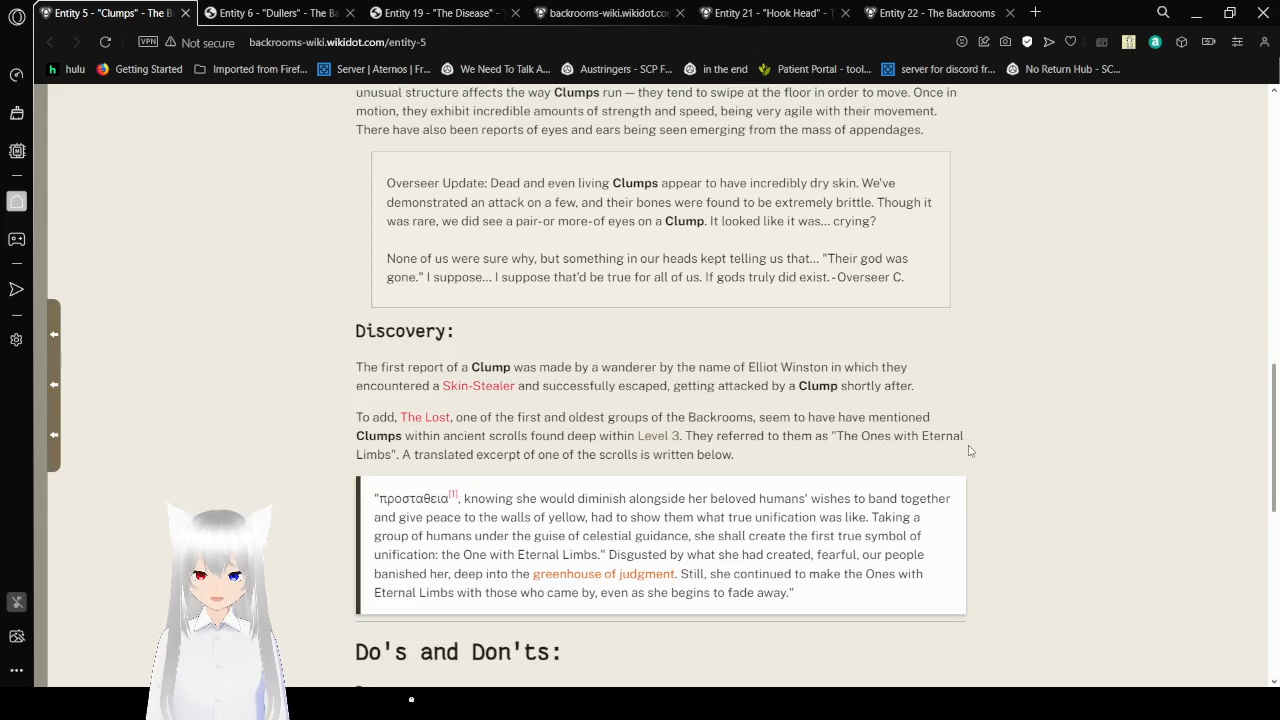 Entity 5 - "Clumps" - The B
Entity 6 - "Dullers" - The Ba
Entity 19 - "The Disease" -
backrooms-wiki.wikidot.co
Entity 21 - "Hook Head" - T
Entity 22 - The Backrooms
VPN Not secure backrooms-wiki.wikidot.com/entity-5
hulu Getting Started Imported from Firef... Server | Aternos | Fr... We Need To Talk A... Austringers - SCP F... in the end Patient Portal - tool... server for discord fr... No Return Hub - SC...
unusual structure affects the way Clumps run — they tend to swipe at the floor in order to move. Once in
motion, they exhibit incredible amounts of strength and speed, being very agile with their movement.
There have also been reports of eyes and ears being seen emerging from the mass of appendages.
Overseer Update: Dead and even living Clumps appear to have incredibly dry skin. We've
demonstrated an attack on a few, and their bones were found to be extremely brittle. Though it
was rare, we did see a pair-or more-of eyes on a Clump. It looked like it was... crying?
None of us were sure why, but something in our heads kept telling us that... "Their god was
gone." I suppose... I suppose that'd be true for all of us. If gods truly did exist. - Overseer C.
Discovery:
The first report of a Clump was made by a wanderer by the name of Elliot Winston in which they
encountered a Skin-Stealer and successfully escaped, getting attacked by a Clump shortly after.
To add, The Lost, one of the first and oldest groups of the Backrooms, seem to have have mentioned
Clumps within ancient scrolls found deep within Level 3. They referred to them as "The Ones with Eternal
Limbs". A translated excerpt of one of the scrolls is written below.
"προσταθεια[1], knowing she would diminish alongside her beloved humans' wishes to band together
and give peace to the walls of yellow, had to show them what true unification was like. Taking a
group of humans under the guise of celestial guidance, she shall create the first true symbol of
unification: the One with Eternal Limbs." Disgusted by what she had created, fearful, our people
banished her, deep into the greenhouse of judgment. Still, she continued to make the Ones with
Eternal Limbs with those who came by, even as she begins to fade away."
Do's and Don'ts: